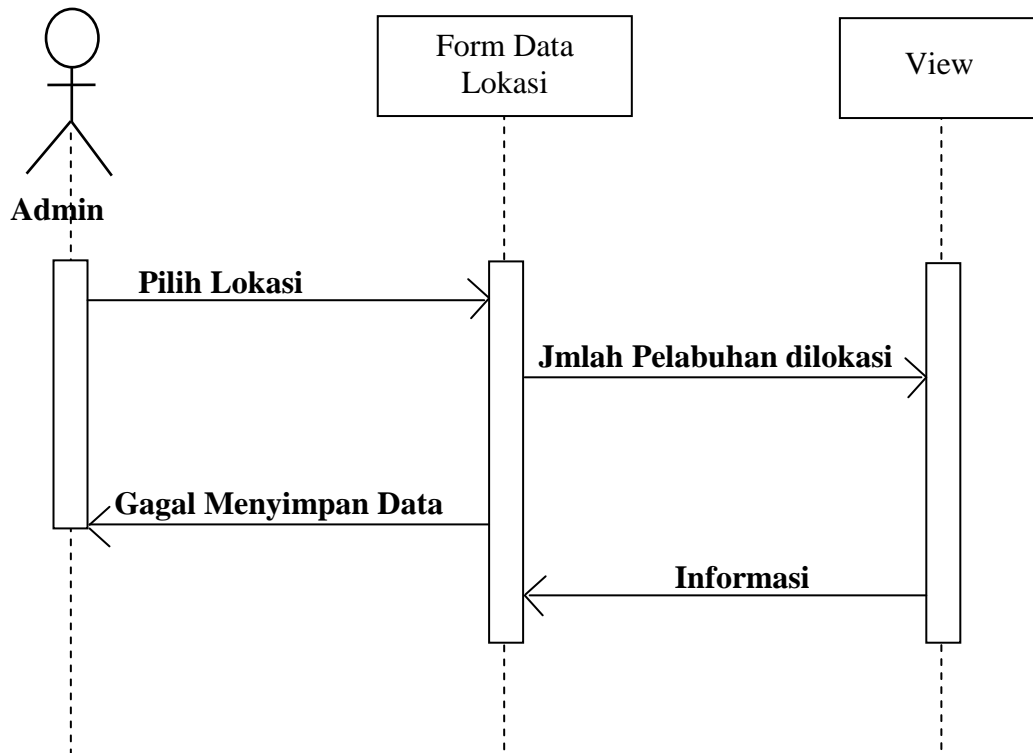 Form Data
Lokasi
View
Admin
Pilih Lokasi
Jmlah Pelabuhan dilokasi
Gagal Menyimpan Data
Informasi